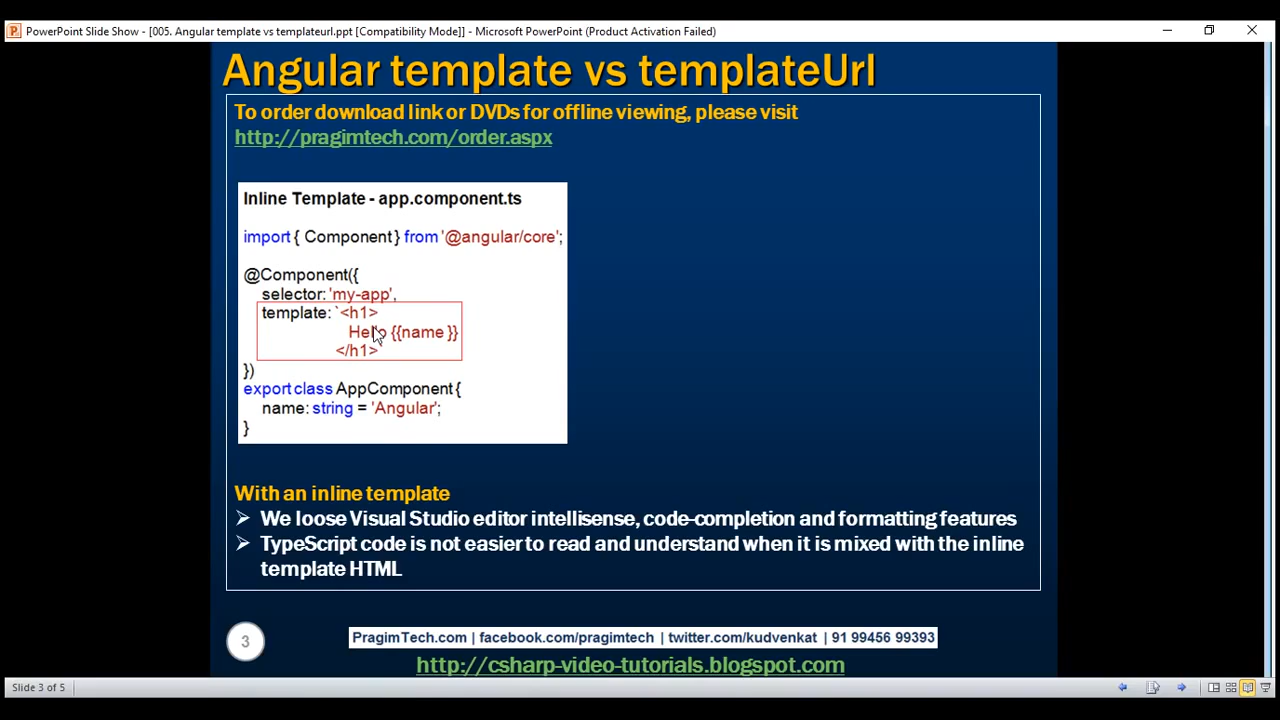 PowerPoint Slide Show - [005. Angular template vs templateurl.ppt [Compatibility Mode]] - Microsoft PowerPoint (Product Activation Failed)
Angular template vs templateUrl
To order download link or DVDs for offline viewing, please visit
http://pragimtech.com/order.aspx
Inline Template - app.component.ts
import { Component } from '@angular/core';
@Component({
selector: 'my-app',
template: `<h1>
Hello {{name }}
</h1>
})
export class AppComponent {
name: string = 'Angular';
}
With an inline template
We loose Visual Studio editor intellisense, code-completion and formatting features
TypeScript code is not easier to read and understand when it is mixed with the inline
template HTML
3
PragimTech.com | facebook.com/pragimtech | twitter.com/kudvenkat | 91 99456 99393
http://csharp-video-tutorials.blogspot.com
Slide 3 of 5